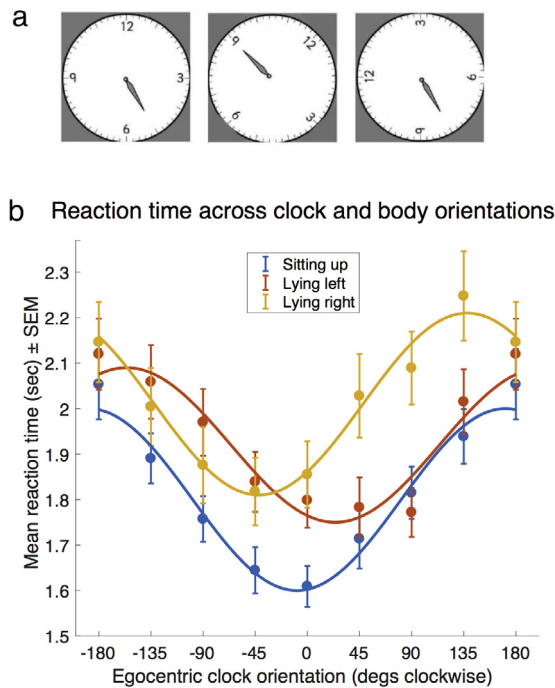 a
12
9
3
6
9
12
6
3
3
12
6
9
b Reaction time across clock and body orientations
Sitting up
Lying left
Lying right
Mean reaction time (sec) ± SEM
2.3
2.2
2.1
2
1.9
1.8
1.7
1.6
1.5
-180 -135 -90 -45 0 45 90 135 180
Egocentric clock orientation (degs clockwise)